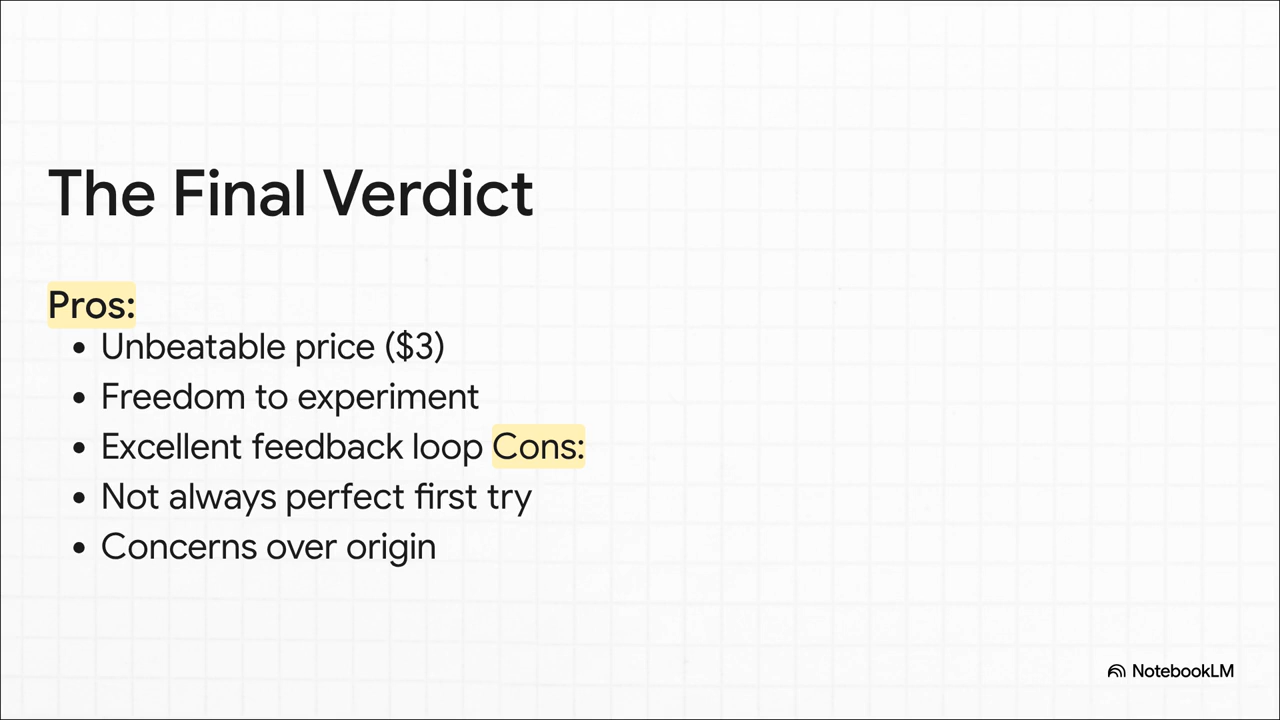 The Final Verdict
Pros:
• Unbeatable price ($3)
• Freedom to experiment
• Excellent feedback loop Cons:
• Not always perfect first try
• Concerns over origin
NotebookLM